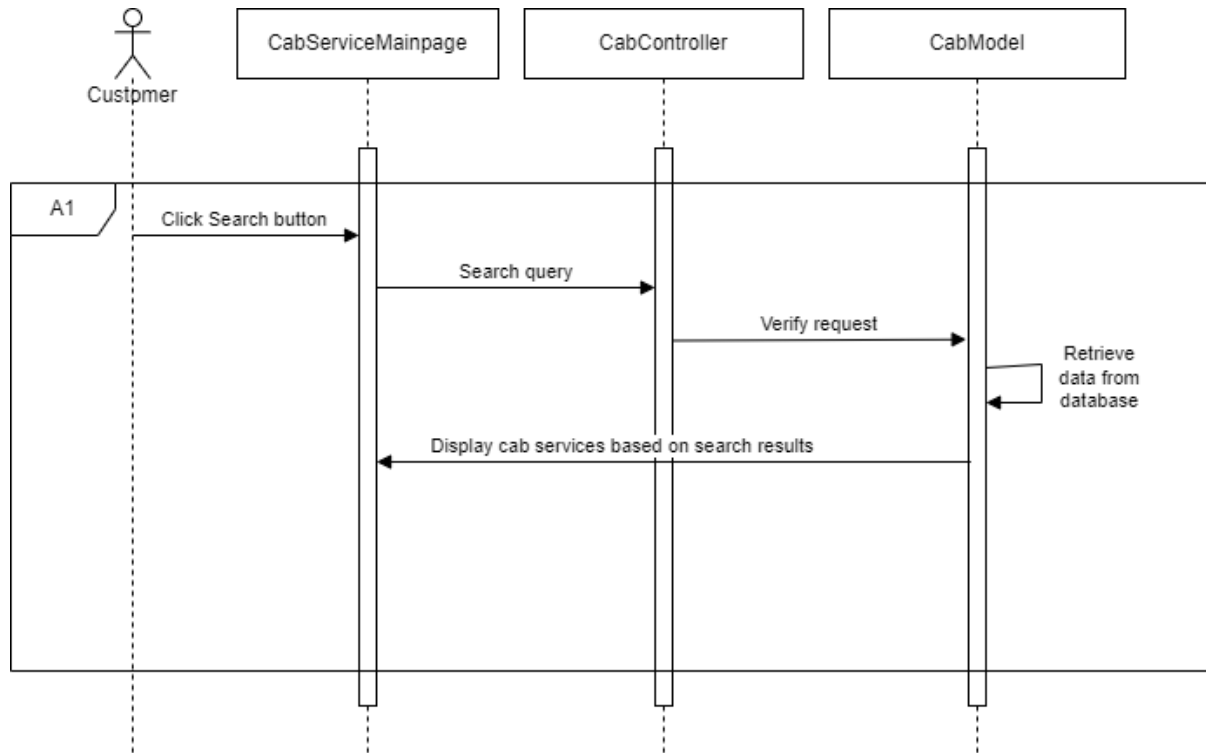 Customer
CabServiceMainpage
CabController
CabModel
A1
Click Search button
Search query
Verify request
Retrieve
data from
database
Display cab services based on search results